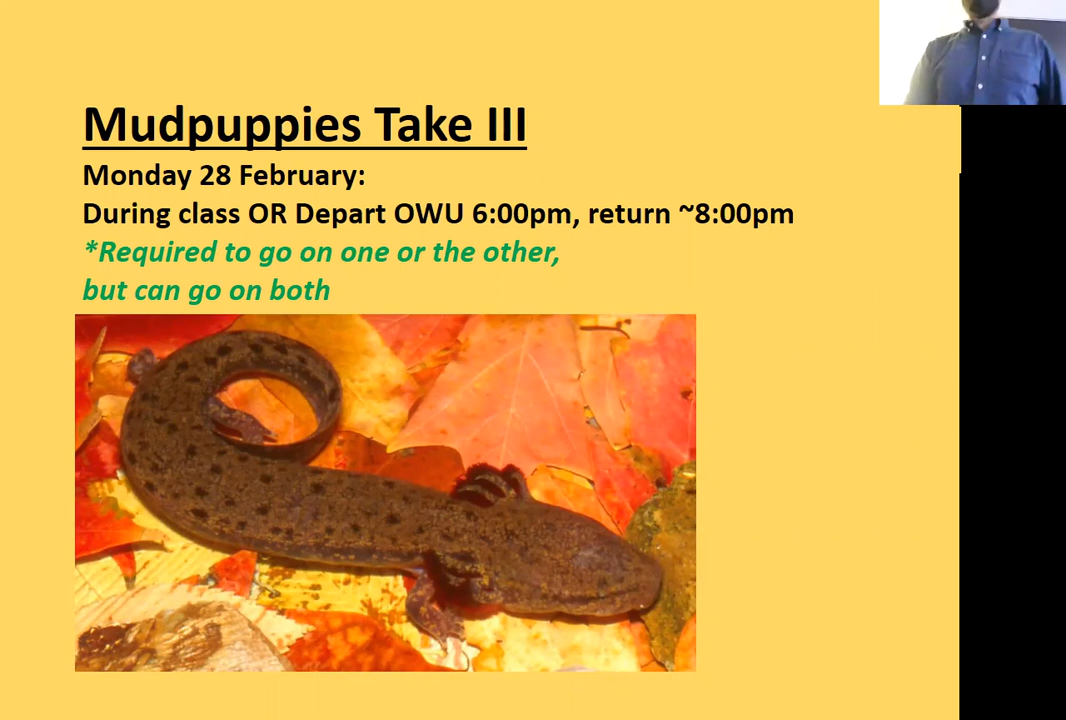 Mudpuppies Take III
Monday 28 February:
During class OR Depart OWU 6:00pm, return ~8:00pm
*Required to go on one or the other,
but can go on both